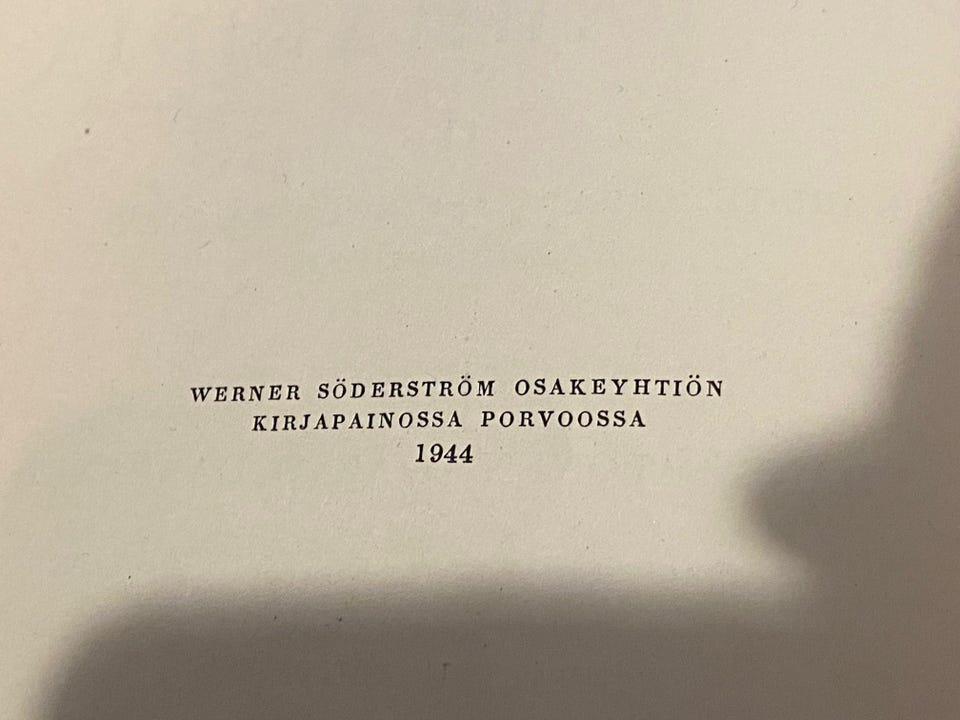 WERNER SÖDERSTRÖM OSAKEYHTIÖN
KIRJAPAINOSSA PORVOOSSA
1944